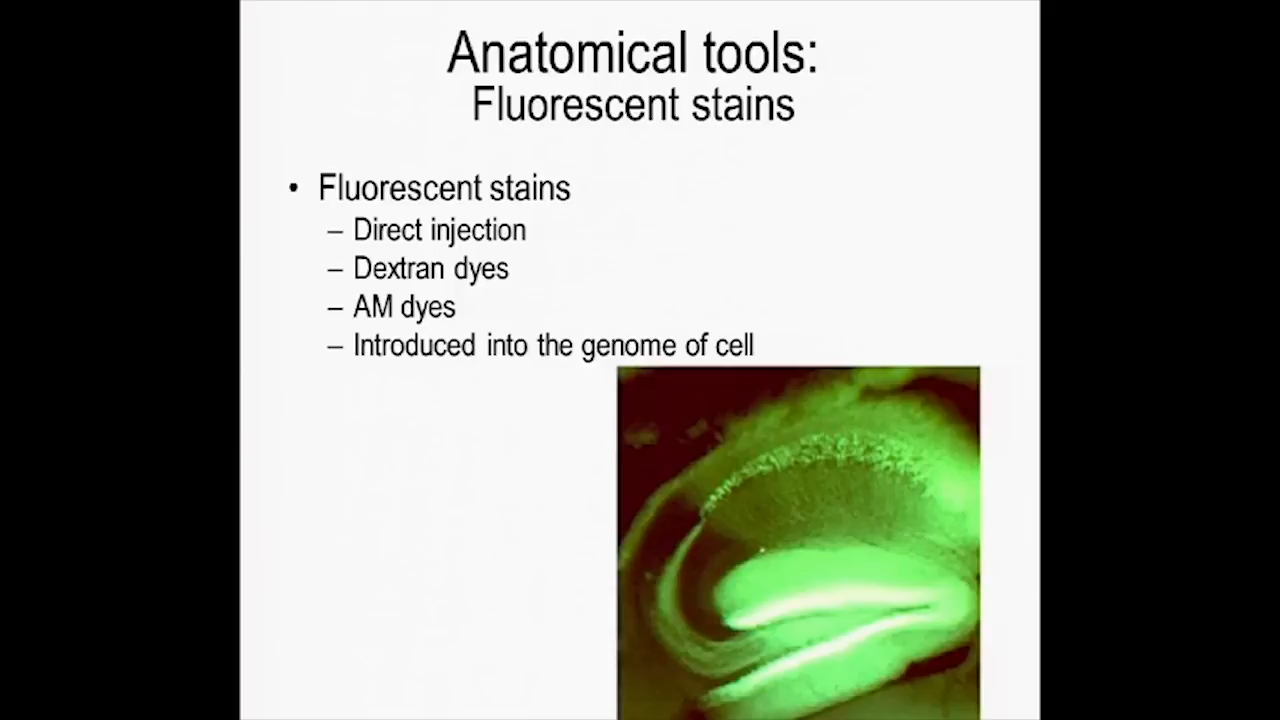 Anatomical tools:
Fluorescent stains
• Fluorescent stains
– Direct injection
– Dextran dyes
– AM dyes
– Introduced into the genome of cell